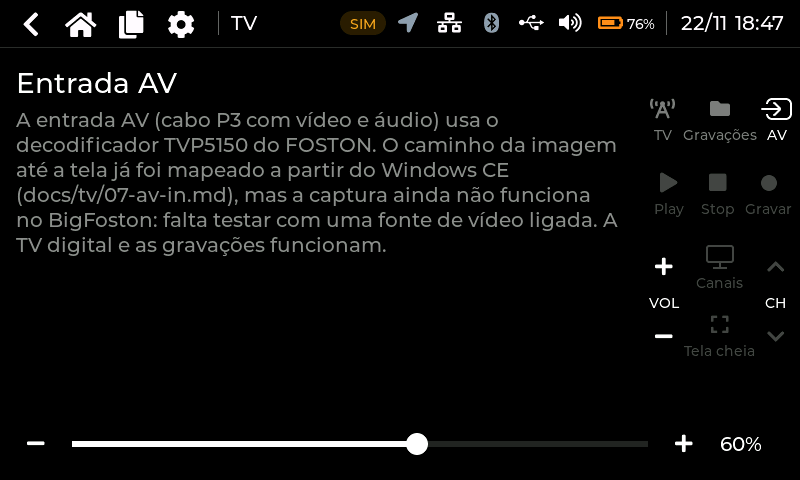 TV
SIM
76%
22/11 18:47
Entrada AV
A entrada AV (cabo P3 com vídeo e áudio) usa o
decodificador TVP5150 do FOSTON. O caminho da imagem
até a tela já foi mapeado a partir do Windows CE
(docs/tv/07-av-in.md), mas a captura ainda não funciona
no BigFoston: falta testar com uma fonte de vídeo ligada. A
TV digital e as gravações funcionam.
TV Gravações AV
Play Stop Gravar
Canais
VOL CH
Tela cheia
60%